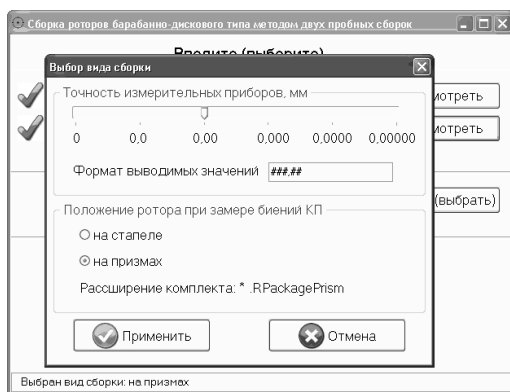 Сборка роторов барабанно-дискового типа методом двух пробных сборок
Введите (выберите)
Выбор вида сборки
Точность измерительных приборов, мм
0 0,0 0,00 0,000 0,0000 0,00000
Формат выводимых значений ###,##
Положение ротора при замере биений КП
на стапеле
на призмах
Расширение комплекта: * .RPackagePrism
Применить Отмена
мотреть
мотреть
(выбрать)
Выбран вид сборки: на призмах